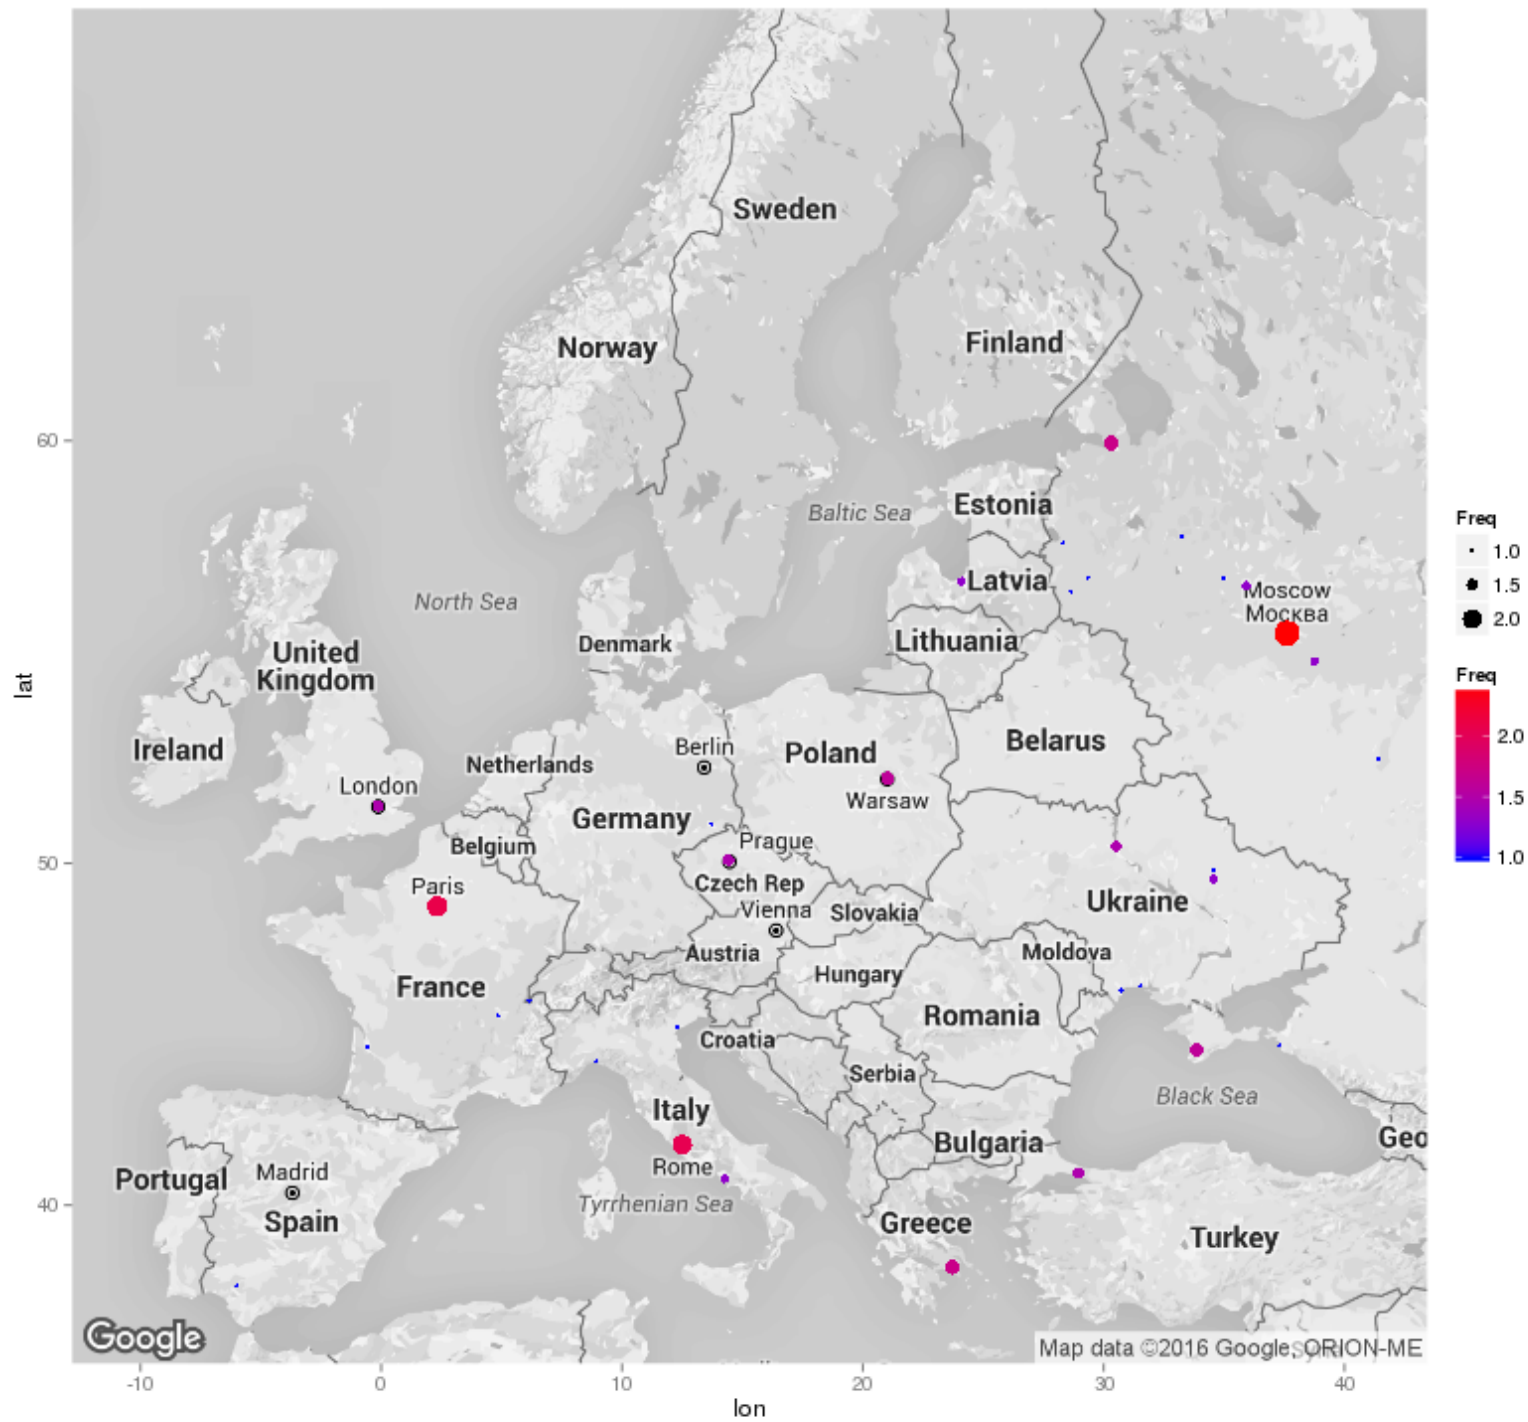 Sweden
Norway
Finland
60
Estonia
Baltic Sea
Freq
1.0
1.5
2.0
Latvia
North Sea
Moscow
Москва
Denmark
Lithuania
United
Kingdom
lat
Freq
2.0
1.5
1.0
Ireland
Belarus
Berlin
Poland
Netherlands
London
Warsaw
Germany
Prague
Belgium
50
Czech Rep
Paris
Ukraine
Vienna
Slovakia
Austria
Moldova
Hungary
France
Romania
Croatia
Serbia
Black Sea
Italy
Geo
Bulgaria
Rome
Madrid
Portugal
40
Tyrrhenian Sea
Spain
Greece
Turkey
Google
Map data ©2016 Google, ORION-ME
-10 0 10 20 30 40
lon